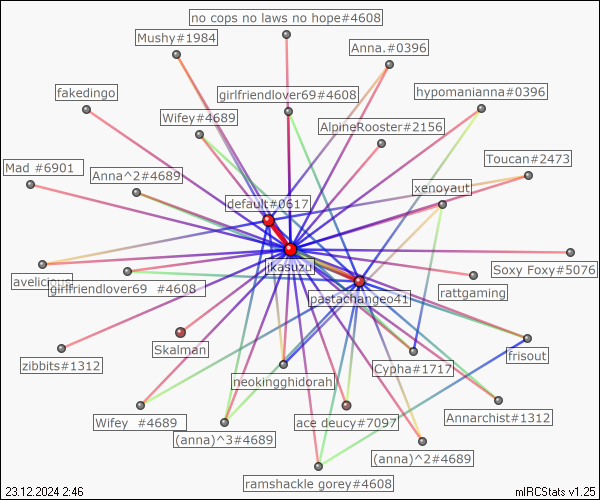 no cops no laws no hope#4608
Mushy#1984
Anna.#0396
fakedingo
girlfriendlover69#4608
hypomanianna#0396
Wifey#4689
AlpineRooster#2156
Mad #6901
Anna^2#4689
Toucan#2473
xenoyaut
default#0617
avelicious
ikasuzu
Soxy Foxy#5076
girlfriendlover69 #4608
pastachangeo41
rattgaming
Skalman
zibbits#1312
Cypha#1717
frisout
neokingghidorah
Wifey #4689
(anna)^3#4689
ace deucy#7097
Annarchist#1312
(anna)^2#4689
ramshackle gorey#4608
23.12.2024 2:46
mIRCStats v1.25